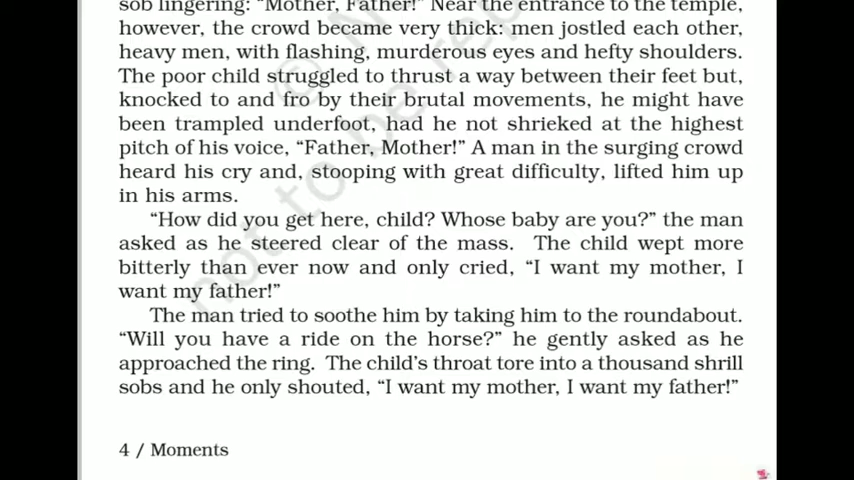 sob lingering: “Mother, Father!” Near the entrance to the temple,
however, the crowd became very thick: men jostled each other,
heavy men, with flashing, murderous eyes and hefty shoulders.
The poor child struggled to thrust a way between their feet but,
knocked to and fro by their brutal movements, he might have
been trampled underfoot, had he not shrieked at the highest
pitch of his voice, “Father, Mother!” A man in the surging crowd
heard his cry and, stooping with great difficulty, lifted him up
in his arms.
“How did you get here, child? Whose baby are you?” the man
asked as he steered clear of the mass. The child wept more
bitterly than ever now and only cried, “I want my mother, I
want my father!”
The man tried to soothe him by taking him to the roundabout.
“Will you have a ride on the horse?” he gently asked as he
approached the ring. The child’s throat tore into a thousand shrill
sobs and he only shouted, “I want my mother, I want my father!”
4 / Moments
not to be rep